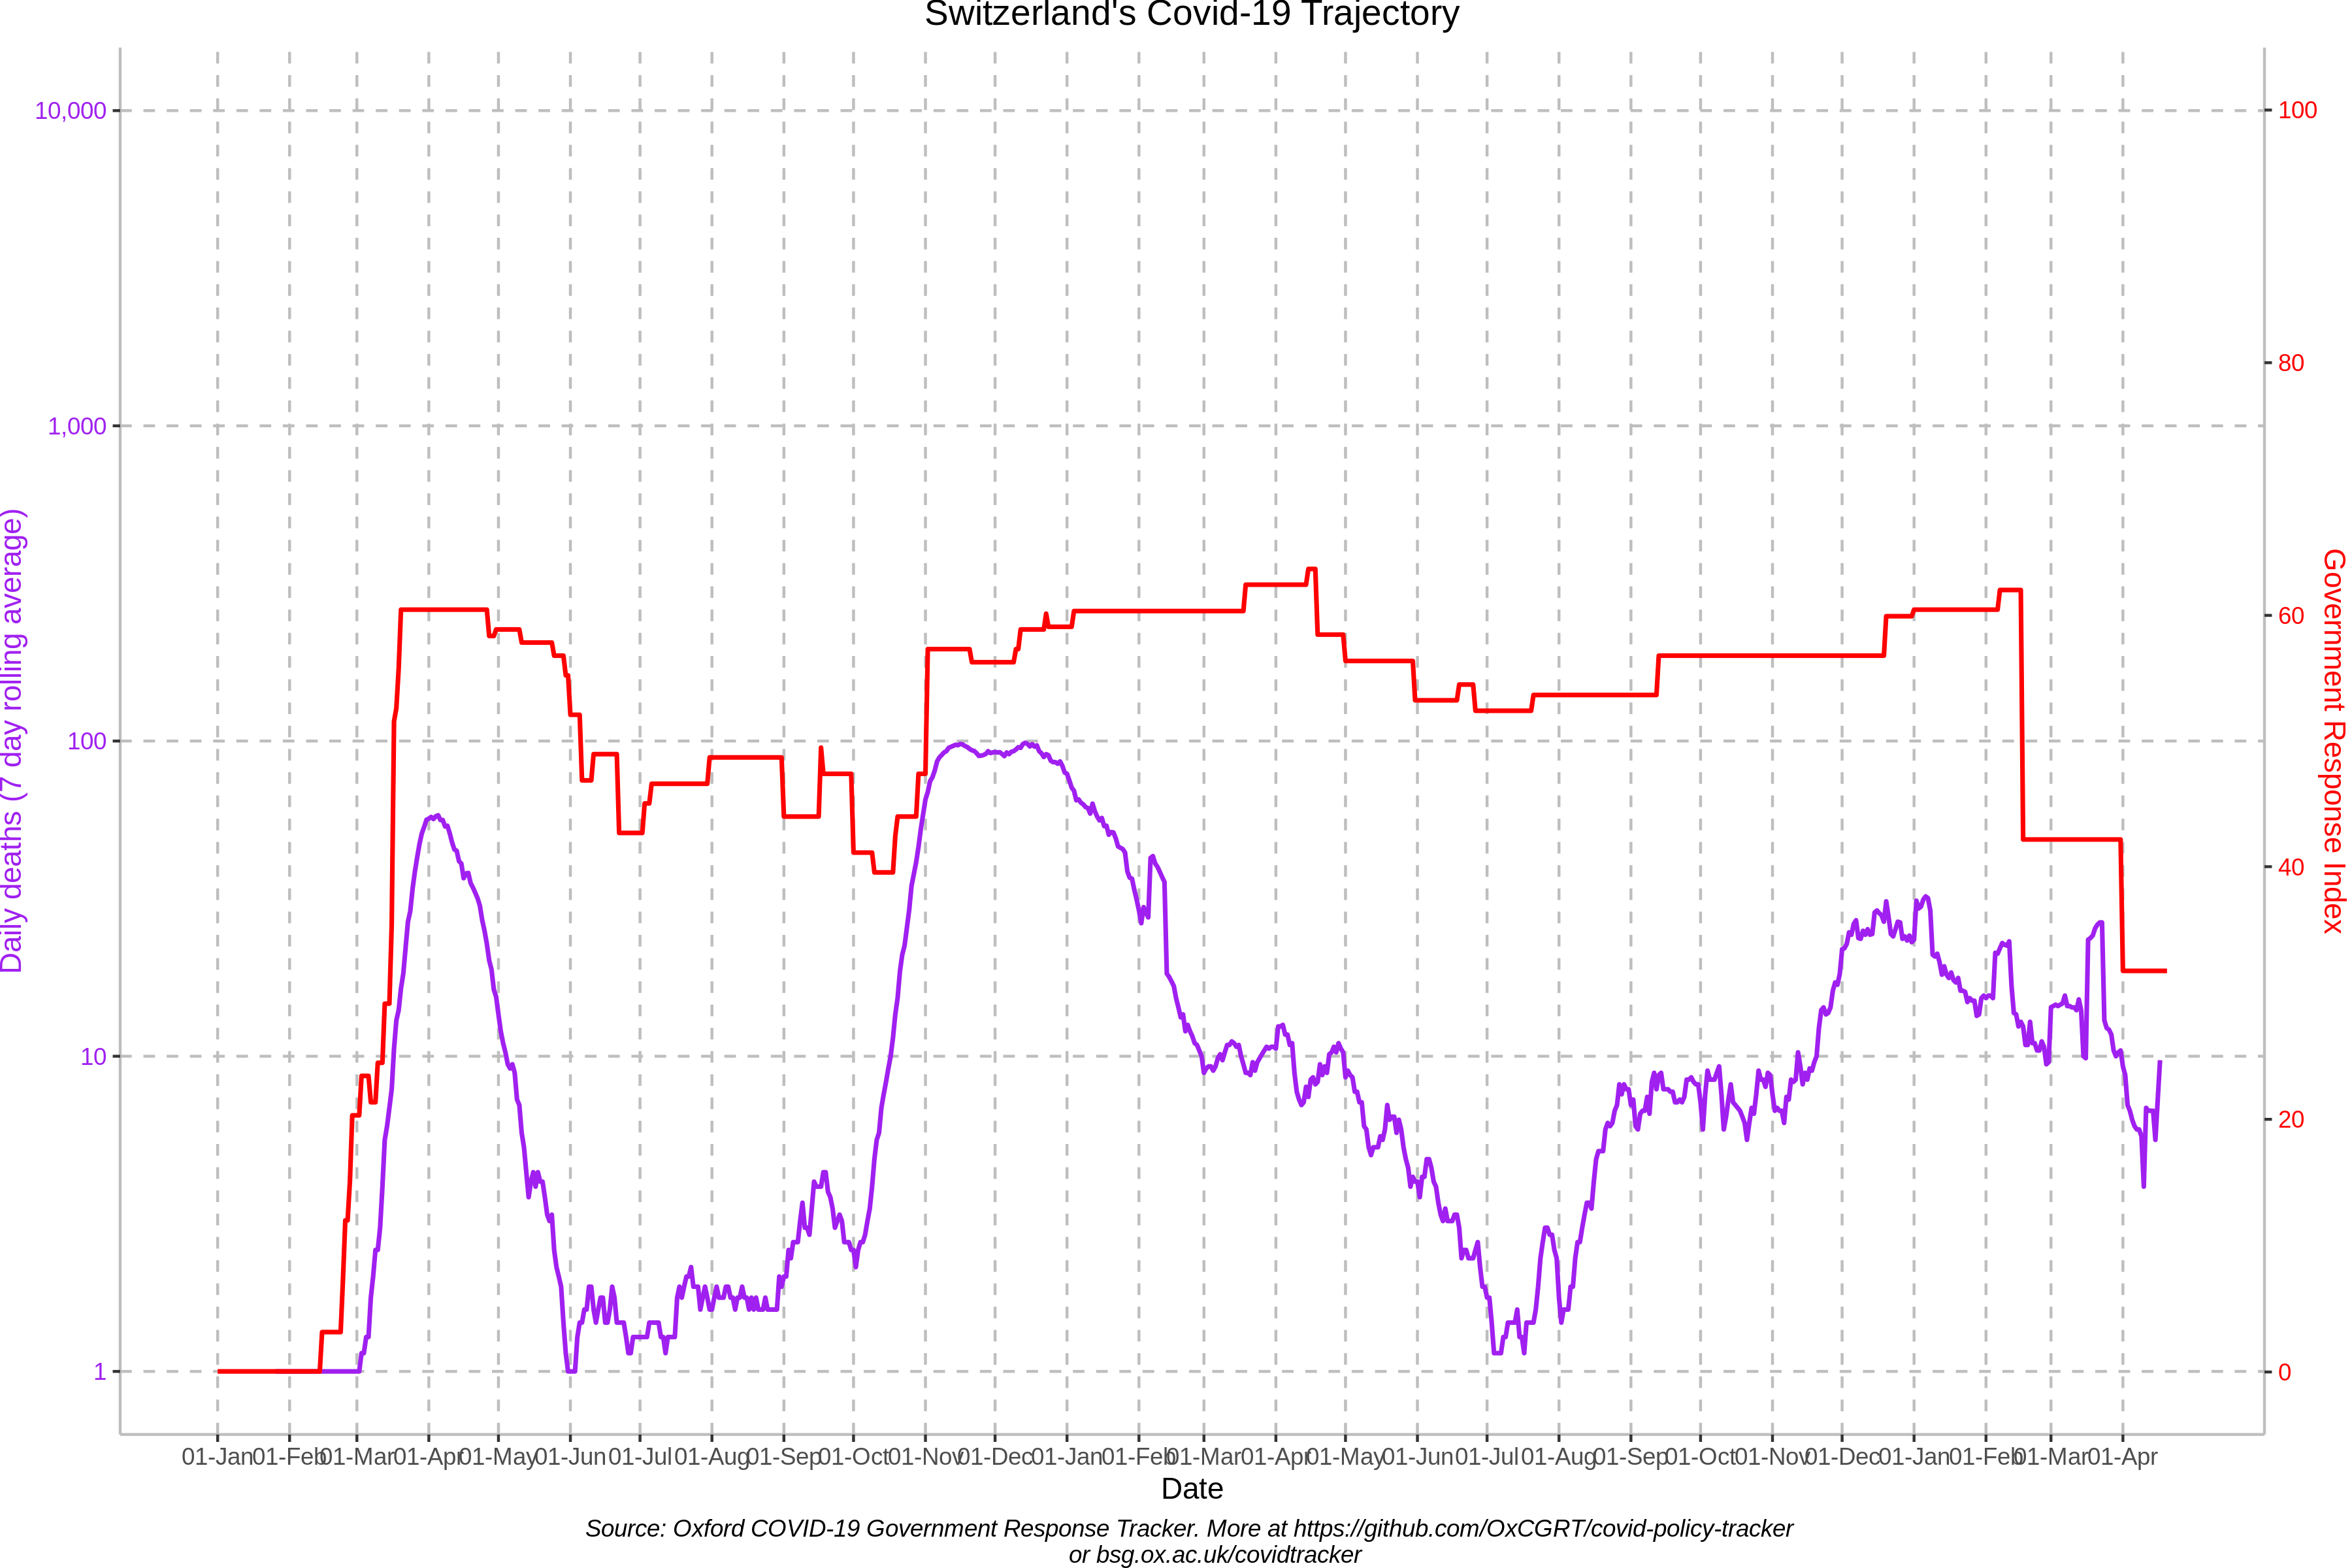 Switzerland's Covid-19 Trajectory
10,000
1,000
100
10
1
Daily deaths (7 day rolling average)
100
80
60
40
20
0
Government Response Index
01-Jan 01-Feb 01-Mar 01-Apr 01-May 01-Jun 01-Jul 01-Aug 01-Sep 01-Oct 01-Nov 01-Dec 01-Jan 01-Feb 01-Mar 01-Apr 01-May 01-Jun 01-Jul 01-Aug 01-Sep 01-Oct 01-Nov 01-Dec 01-Jan 01-Feb 01-Mar 01-Apr
Date
Source: Oxford COVID-19 Government Response Tracker. More at https://github.com/OxCGRT/covid-policy-tracker
or bsg.ox.ac.uk/covidtracker